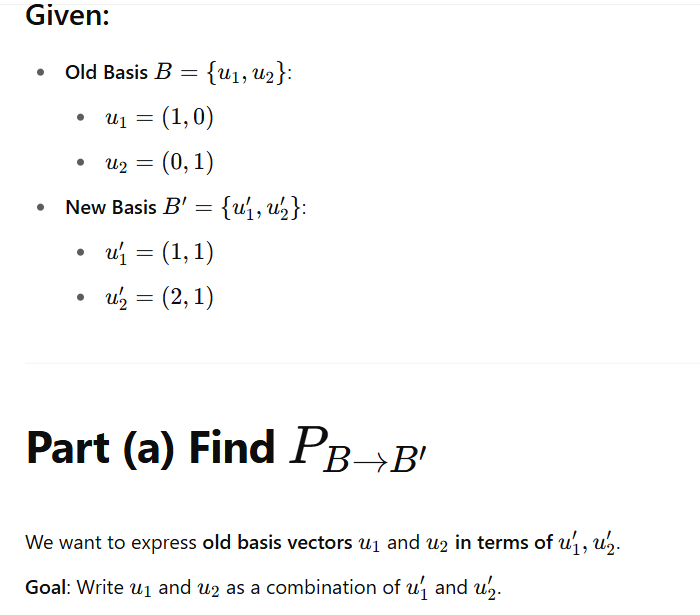 Given:
• Old Basis B = {u₁, u₂}:
• u₁ = (1, 0)
• u₂ = (0, 1)
• New Basis B′ = {u′₁, u′₂}:
• u′₁ = (1, 1)
• u′₂ = (2, 1)
Part (a) Find P_{B→B′}
We want to express old basis vectors u₁ and u₂ in terms of u′₁, u′₂.
Goal: Write u₁ and u₂ as a combination of u′₁ and u′₂.